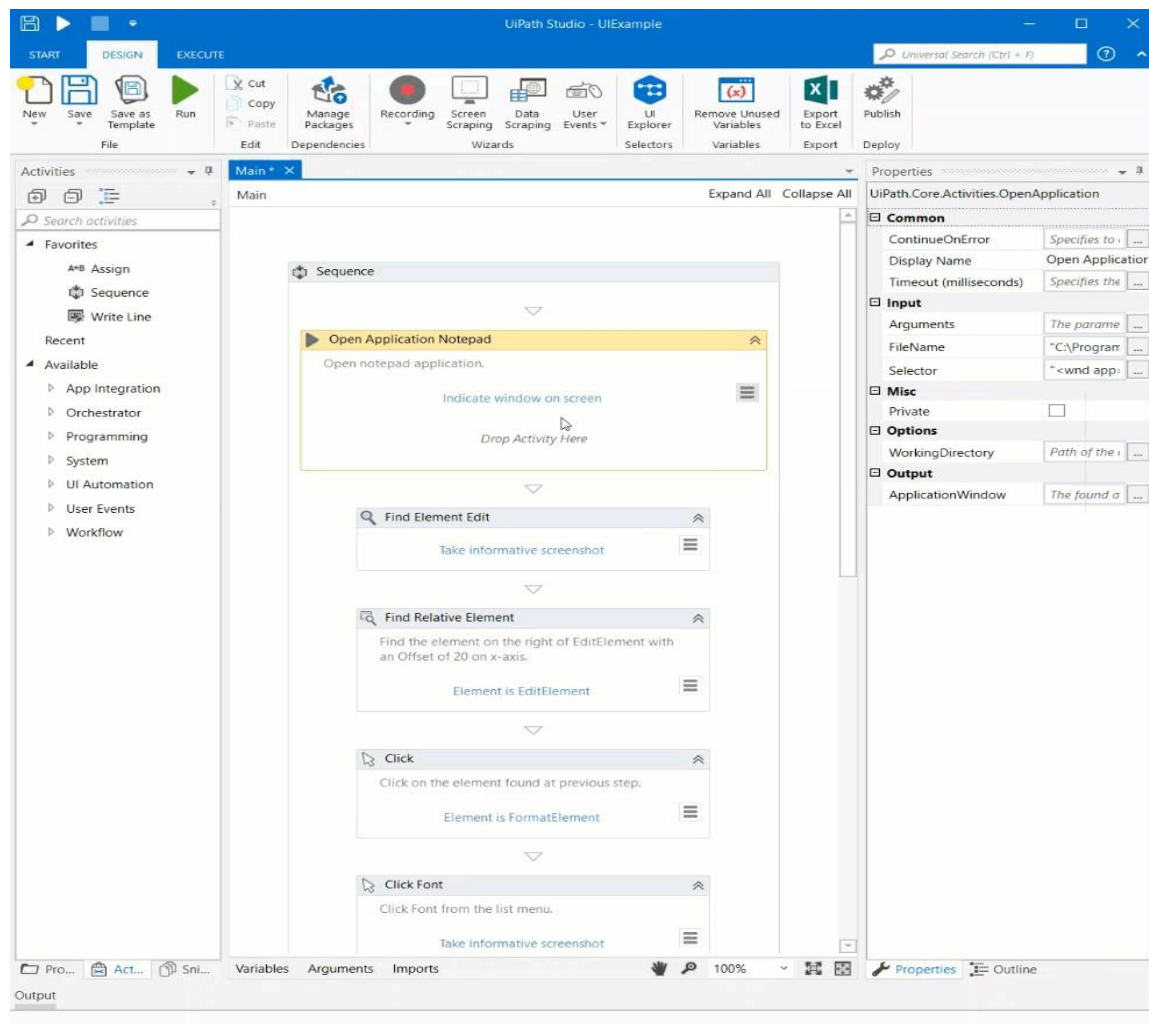 UiPath Studio - UIExample
START DESIGN EXECUTE
Universal Search (Ctrl + F)
New
Save
Save as Template
Run
File
Cut
Copy
Paste
Edit
Manage Packages
Dependencies
Recording
Screen Scraping
Data Scraping
User Events
Wizards
UI Explorer
Selectors
Remove Unused Variables
Variables
Export to Excel
Export
Publish
Deploy
Activities
Search activities
Favorites
A+B Assign
Sequence
Write Line
Recent
Available
App Integration
Orchestrator
Programming
System
UI Automation
User Events
Workflow
Main *
Main
Expand All Collapse All
Sequence
Open Application Notepad
Open notepad application.
Indicate window on screen
Drop Activity Here
Find Element Edit
Take informative screenshot
Find Relative Element
Find the element on the right of EditElement with
an Offset of 20 on x-axis.
Element is EditElement
Click
Click on the element found at previous step.
Element is FormatElement
Click Font
Click Font from the list menu.
Take informative screenshot
Properties
UiPath.Core.Activities.OpenApplication
Common
ContinueOnError Specifies to ...
Display Name Open Application
Timeout (milliseconds) Specifies the ...
Input
Arguments The parame ...
FileName "C:\Program ...
Selector "<wnd app= ...
Misc
Private
Options
WorkingDirectory Path of the ...
Output
ApplicationWindow The found a ...
Pro... Act... Sni...
Variables Arguments Imports
100%
Properties Outline
Output